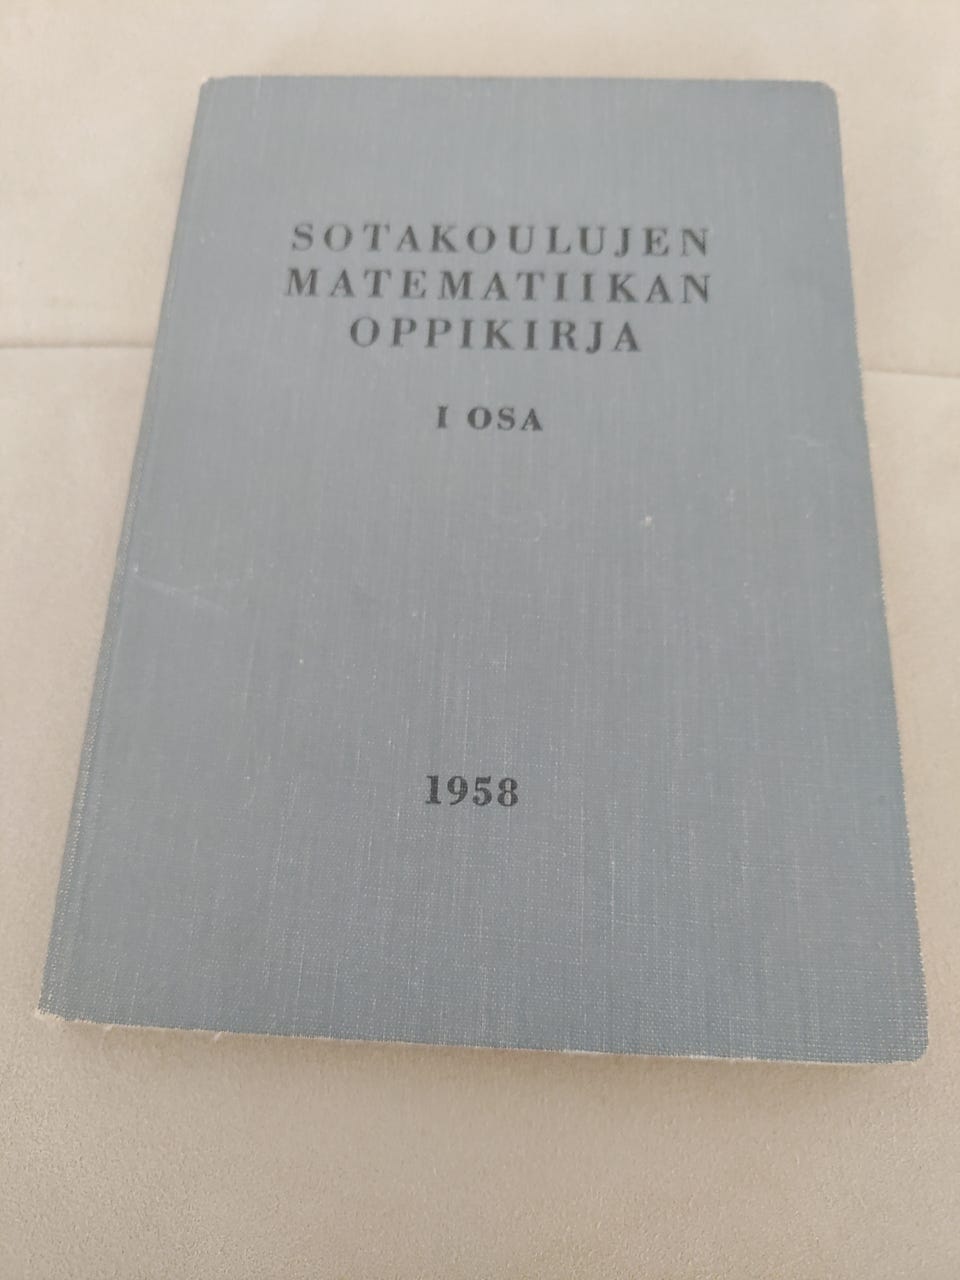 SOTAKOULUJEN
MATEMATIIKAN
OPPIKIRJA
I OSA
1958